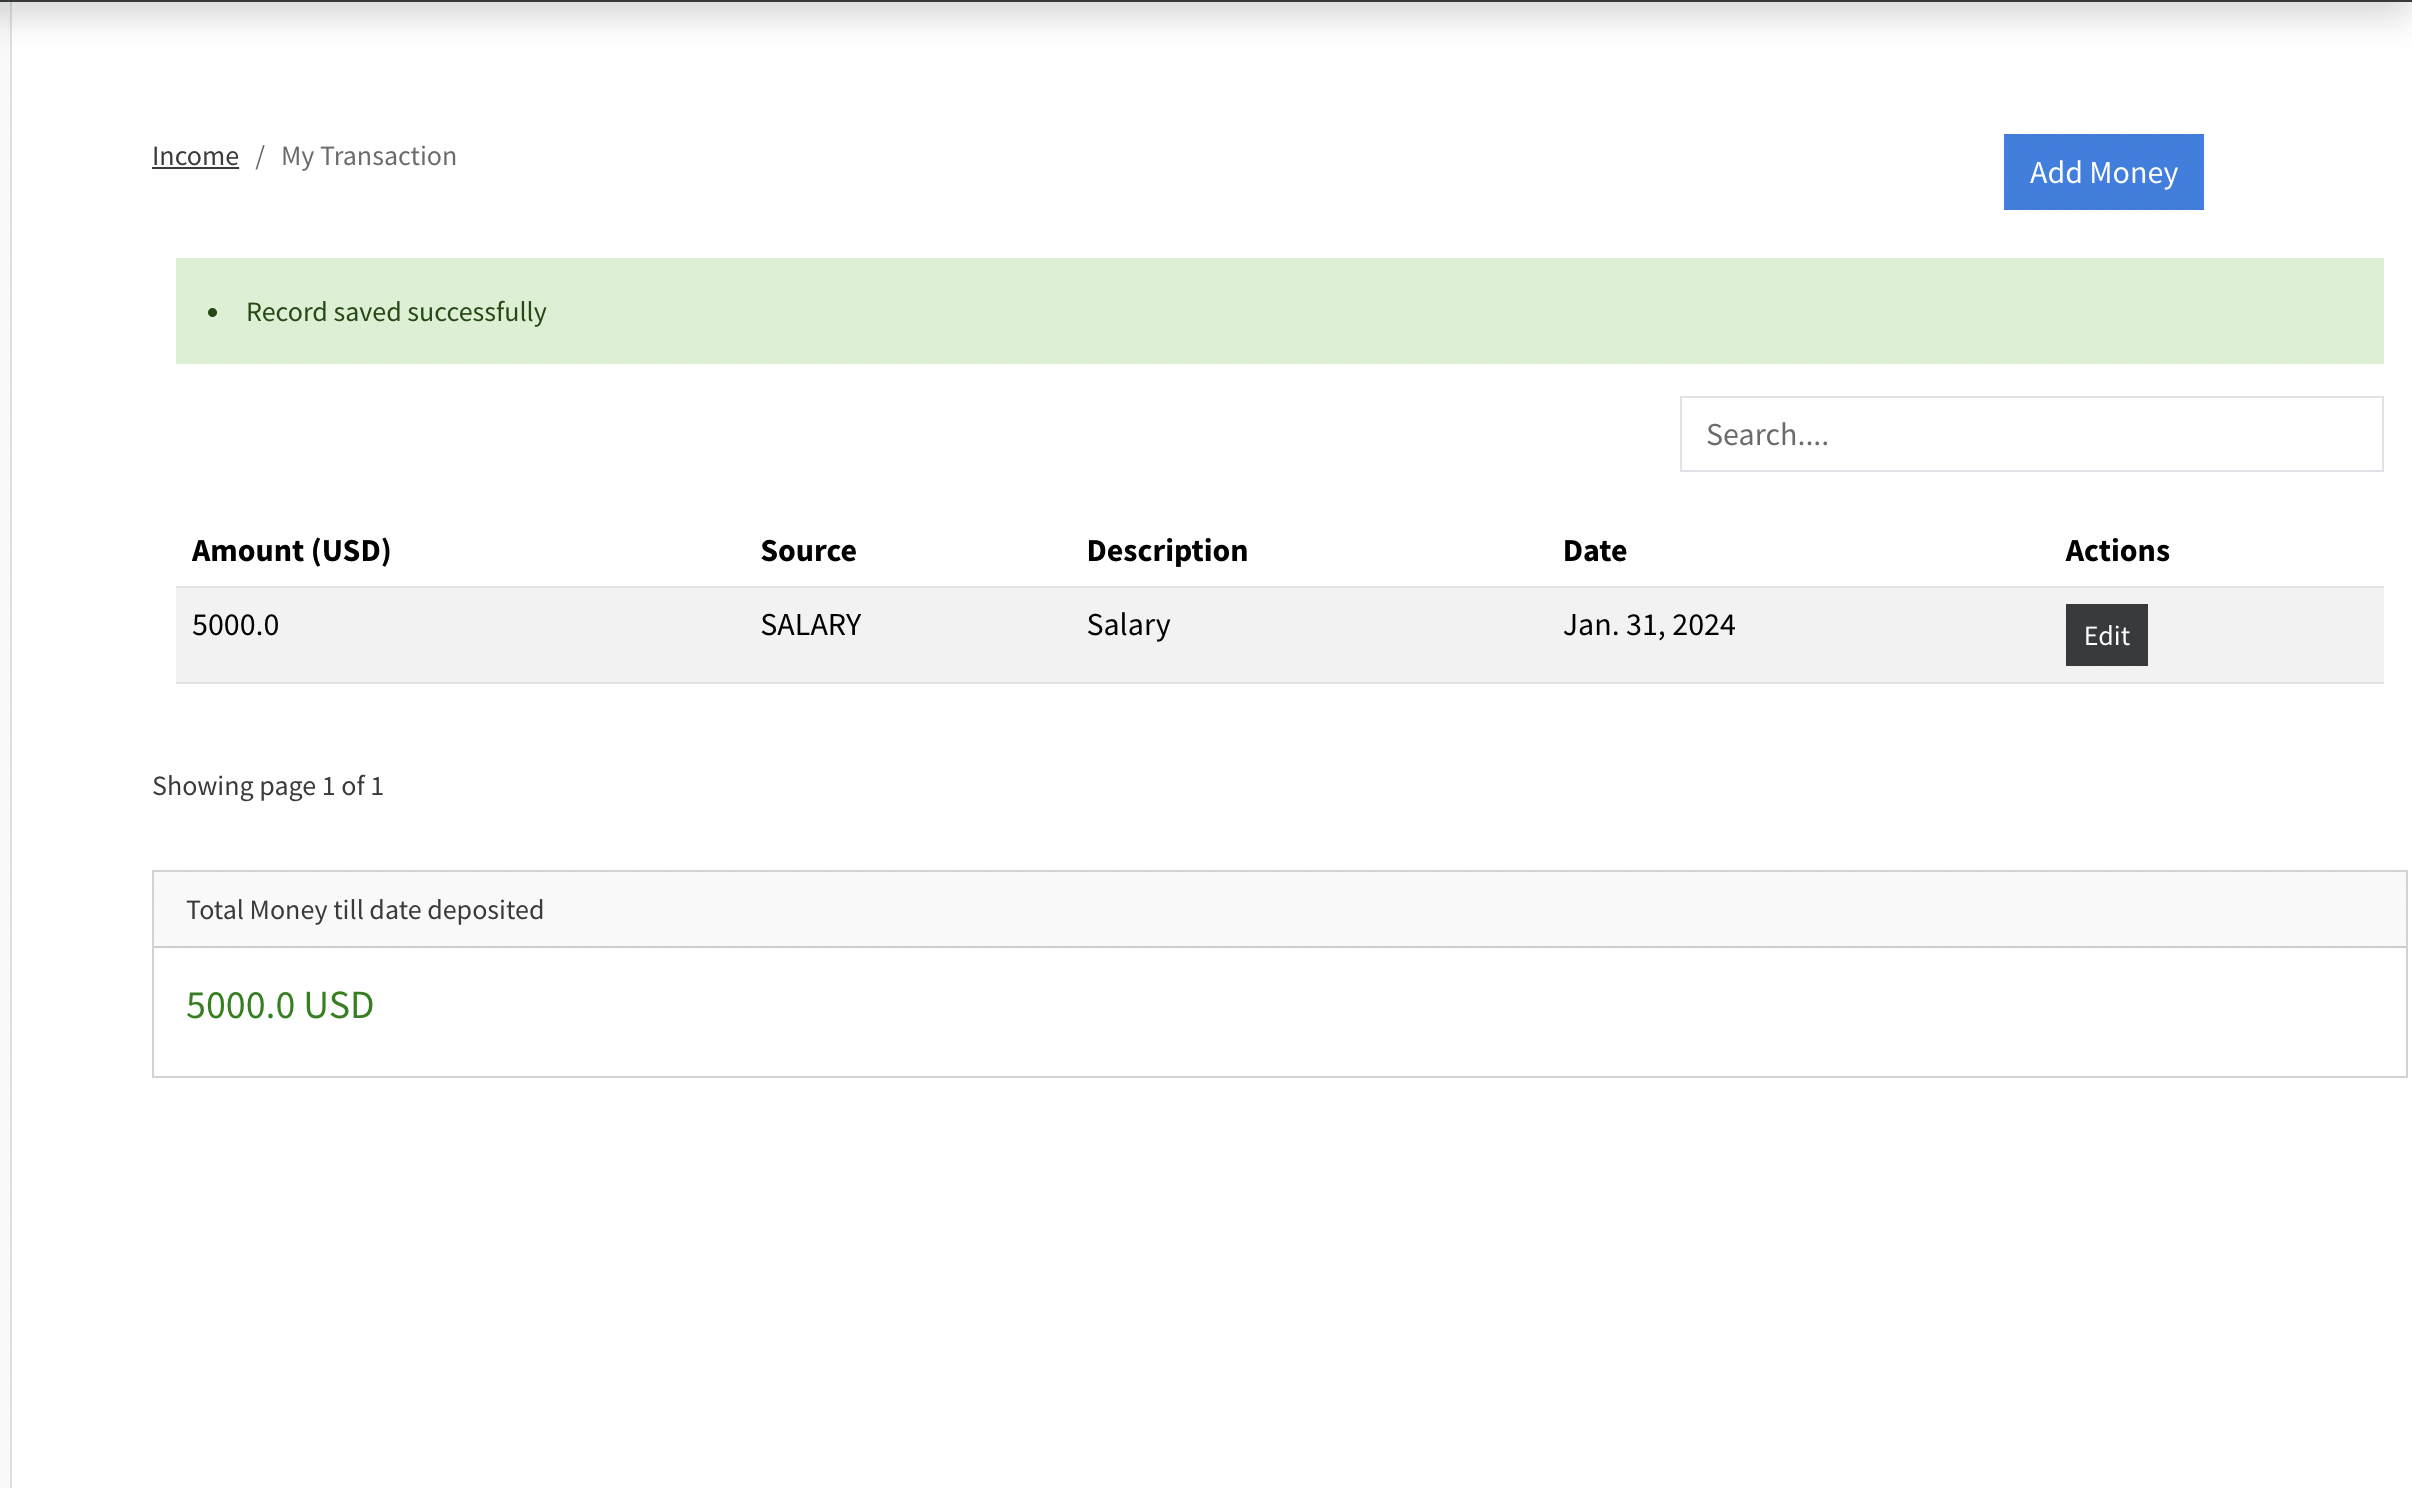 Income / My Transaction
Add Money
• Record saved successfully
Search....
Amount (USD) Source Description Date Actions
5000.0 SALARY Salary Jan. 31, 2024 Edit
Showing page 1 of 1
Total Money till date deposited
5000.0 USD